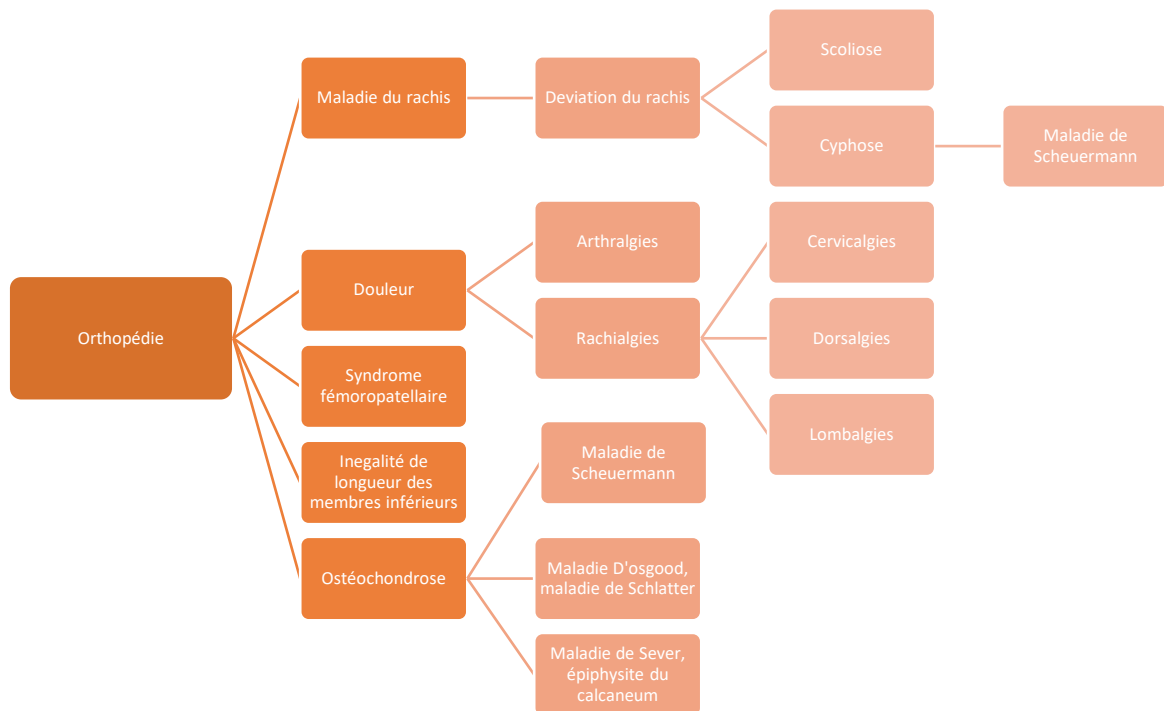 Scoliose
Maladie du rachis
Deviation du rachis
Cyphose
Maladie de
Scheuermann
Arthralgies
Cervicalgies
Douleur
Orthopédie
Rachialgies
Dorsalgies
Syndrome
fémoropatellaire
Lombalgies
Inegalité de
longueur des
membres inférieurs
Maladie de
Scheuermann
Ostéochondrose
Maladie D'osgood,
maladie de Schlatter
Maladie de Sever,
épiphysite du
calcaneum